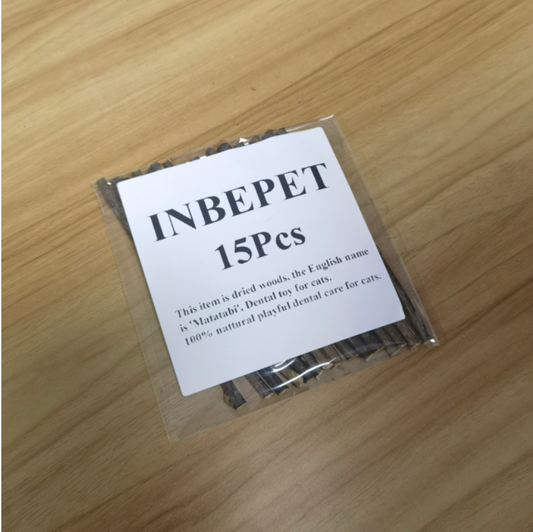 INBEPET
15Pcs
This item is dried woods, the English name
is 'Matatabi'. Dental toy for cats.
100% nattural playful dental care for cats.